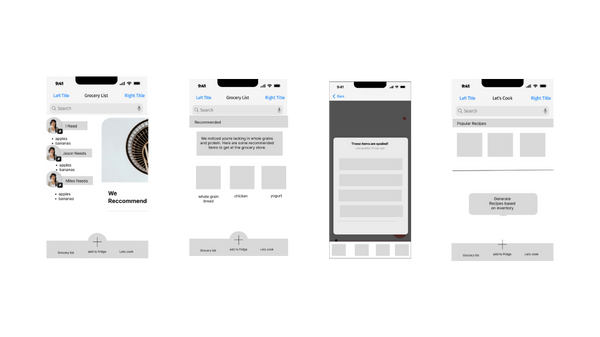 9:41
Left Title Grocery List Right Title
Search
I Need
apples
bananas
Jason Needs
apples
bananas
Miles Needs
apples
bananas
We
Reccommend
Grocery list add to fridge Let's cook
9:41
Left Title Grocery List Right Title
Search
Recommended
We noticed you're lacking in whole grains
and protein. Here are some recommended
items to get at the grocery store.
whole grain
bread
chicken
yogurt
Grocery list add to fridge Let's cook
9:41
Back
These items are spoiled!
9:41
Left Title Let's Cook Right Title
Search
Popular Recipes
Generate
Recipes based
on inventory
Grocery list add to fridge Let's cook